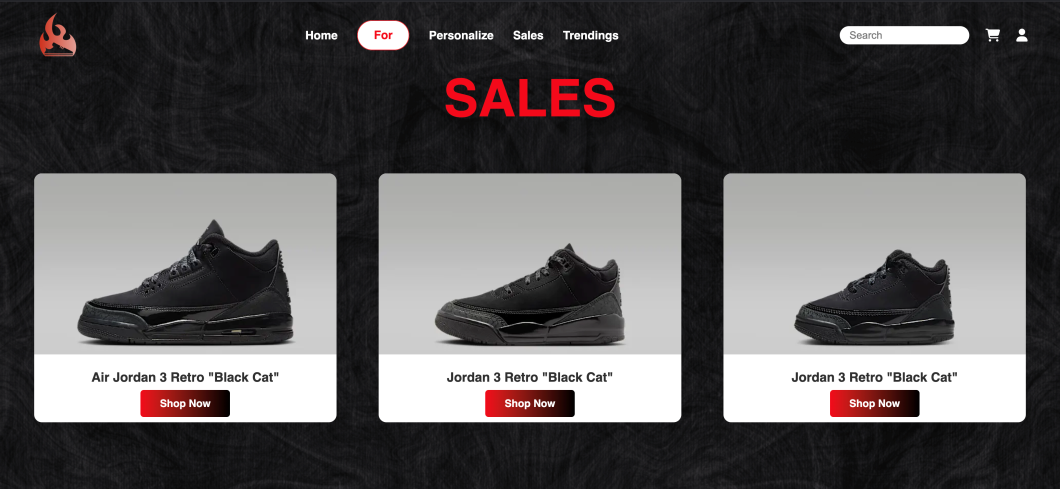 Home For Personalize Sales Trendings Search
SALES
Air Jordan 3 Retro "Black Cat"
Shop Now
Jordan 3 Retro "Black Cat"
Shop Now
Jordan 3 Retro "Black Cat"
Shop Now